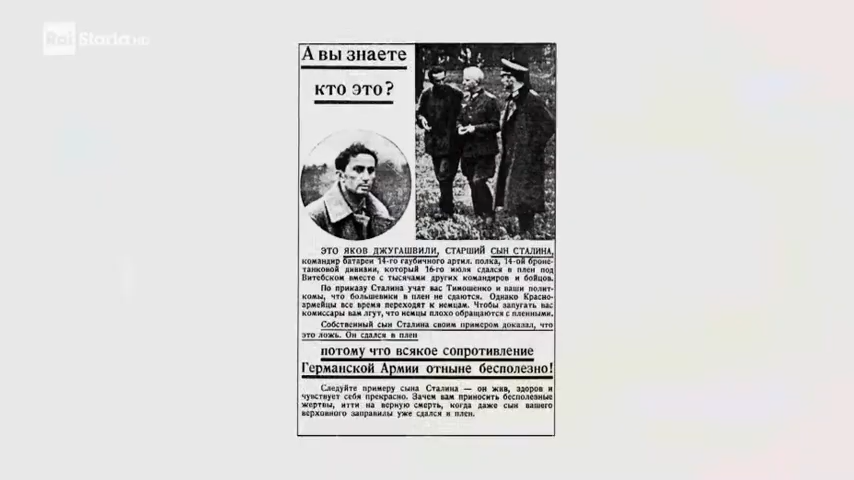 Rai Storia HD
А вы знаете
кто это?
ЭТО ЯКОВ ДЖУГАШВИЛИ, СТАРШИЙ СЫН СТАЛИНА,
командир батареи 14-го гаубичного артил. полка, 14-ой броне-
танковой дивизии, который 16-го июля сдался в плен под
Витебском вместе с тысячами других командиров и бойцов.
По приказу Сталина учат вас Тимошенко и ваши полит-
комы, что большевики в плен не сдаются. Однако Красно-
армейцы все время переходят к немцам. Чтобы запугать вас
комиссары вам лгут, что немцы плохо обращаются с пленными.
Собственный сын Сталина своим примером доказал, что
это ложь. Он сдался в плен
потому что всякое сопротивление
Германской Армии отныне бесполезно!
Следуйте примеру сына Сталина — он жив, здоров и
чувствует себя прекрасно. Зачем вам приносить бесполезные
жертвы, итти на верную смерть, когда даже сын вашего
верховного заправилы уже сдался в плен.